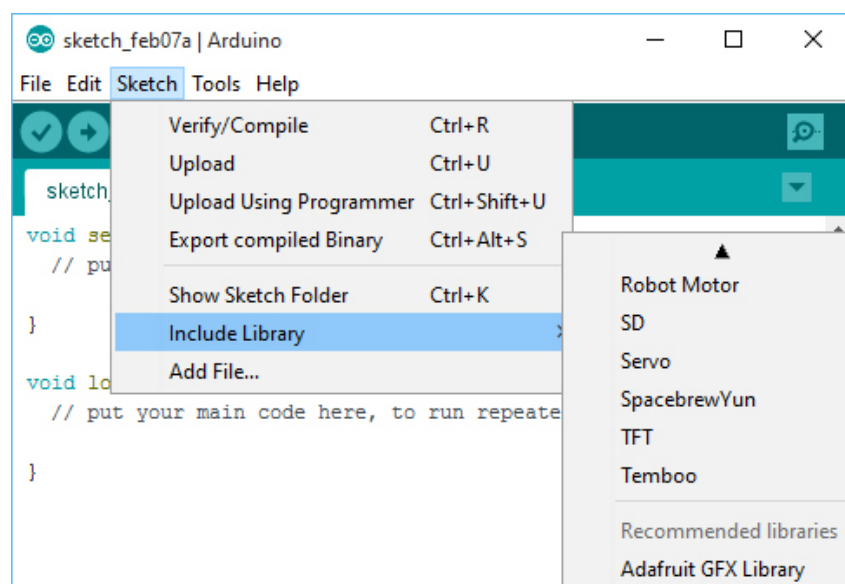 sketch_feb07a | Arduino
File Edit Sketch Tools Help
Verify/Compile Ctrl+R
Upload Ctrl+U
Upload Using Programmer Ctrl+Shift+U
Export compiled Binary Ctrl+Alt+S
Show Sketch Folder Ctrl+K
Include Library
Add File...
sketch_
void se
// pu
}
void lo
// put your main code here, to run repeate
}
Robot Motor
SD
Servo
SpacebrewYun
TFT
Temboo
Recommended libraries
Adafruit GFX Library